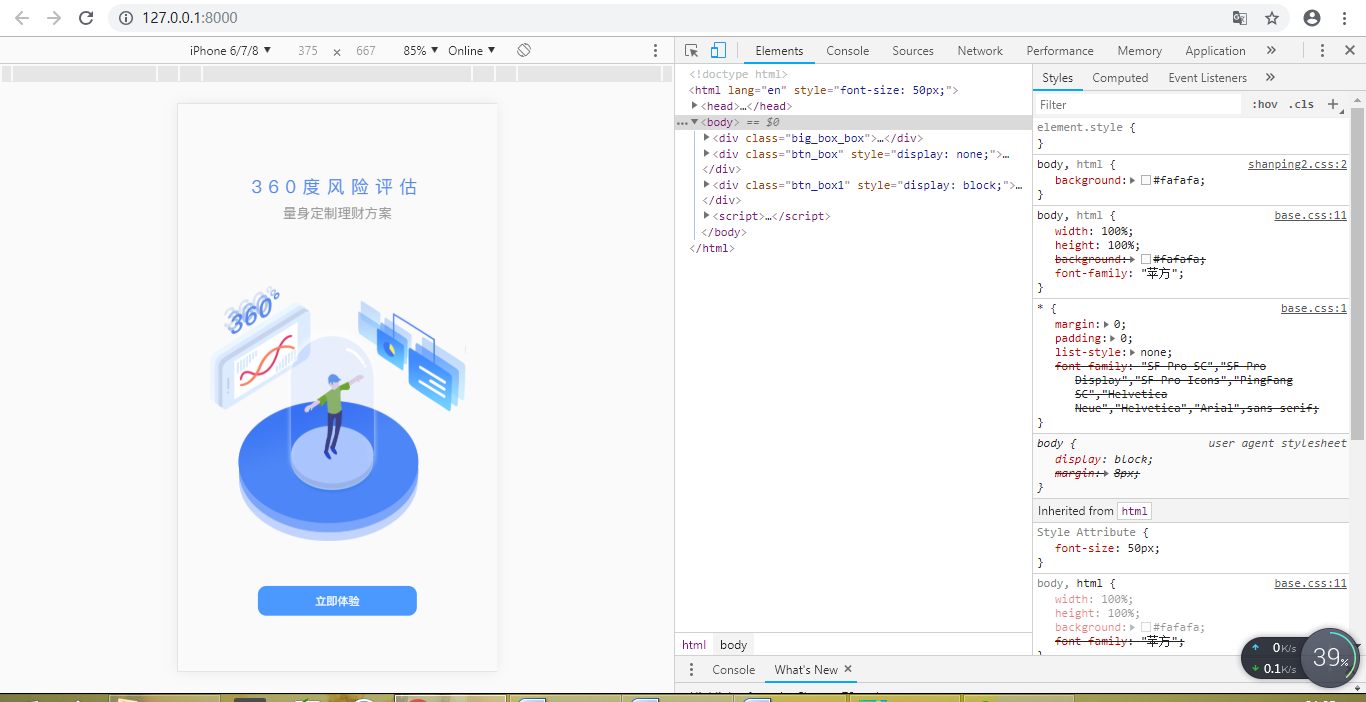 127.0.0.1:8000
iPhone 6/7/8 ▼ 375 × 667 85% ▼ Online ▼
Elements Console Sources Network Performance Memory Application »
360度风险评估
量身定制理财方案
360°
立即体验
<!doctype html>
<html lang="en" style="font-size: 50px;">
▶<head>…</head>
…▼<body> == $0
▶<div class="big_box_box">…</div>
▶<div class="btn_box" style="display: none;">…
</div>
▶<div class="btn_box1" style="display: block;">…
</div>
▶<script>…</script>
</body>
</html>
html body
Console What's New ×
Styles Computed Event Listeners »
Filter :hov .cls +
element.style {
}
body, html { shanping2.css:2
background:▶ #fafafa;
}
body, html { base.css:11
width: 100%;
height: 100%;
background:▶ #fafafa;
font-family: "苹方";
}
* { base.css:1
margin:▶ 0;
padding:▶ 0;
list-style:▶ none;
font-family: "SF Pro SC","SF Pro
Display","SF Pro Icons","PingFang
SC","Helvetica
Neue","Helvetica","Arial",sans-serif;
}
body { user agent stylesheet
display: block;
margin:▶ 8px;
}
Inherited from html
Style Attribute {
font-size: 50px;
}
body, html { base.css:11
width: 100%;
height: 100%;
background:▶ #fafafa;
font-family: "苹方";
0K/s
0.1K/s
39%